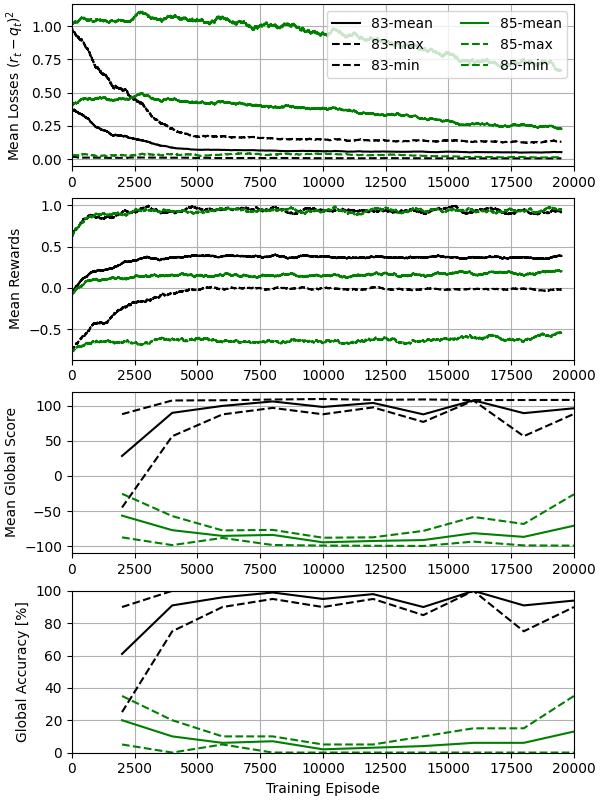 Mean Losses $(r_t - q_t)^2$
1.00
0.75
0.50
0.25
0.00
83-mean
83-max
83-min
85-mean
85-max
85-min
0 2500 5000 7500 10000 12500 15000 17500 20000
Mean Rewards
1.0
0.5
0.0
−0.5
0 2500 5000 7500 10000 12500 15000 17500 20000
Mean Global Score
100
50
0
−50
−100
0 2500 5000 7500 10000 12500 15000 17500 20000
Global Accuracy [%]
100
80
60
40
20
0
0 2500 5000 7500 10000 12500 15000 17500 20000
Training Episode